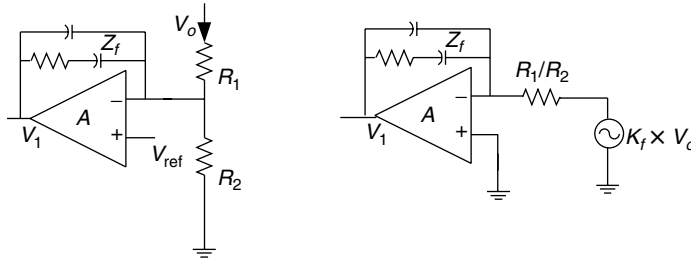 V_o
Z_f
R_1
A
−
+
V_1
V_ref
R_2
Z_f
R_1/R_2
A
−
+
V_1
K_f × V_o